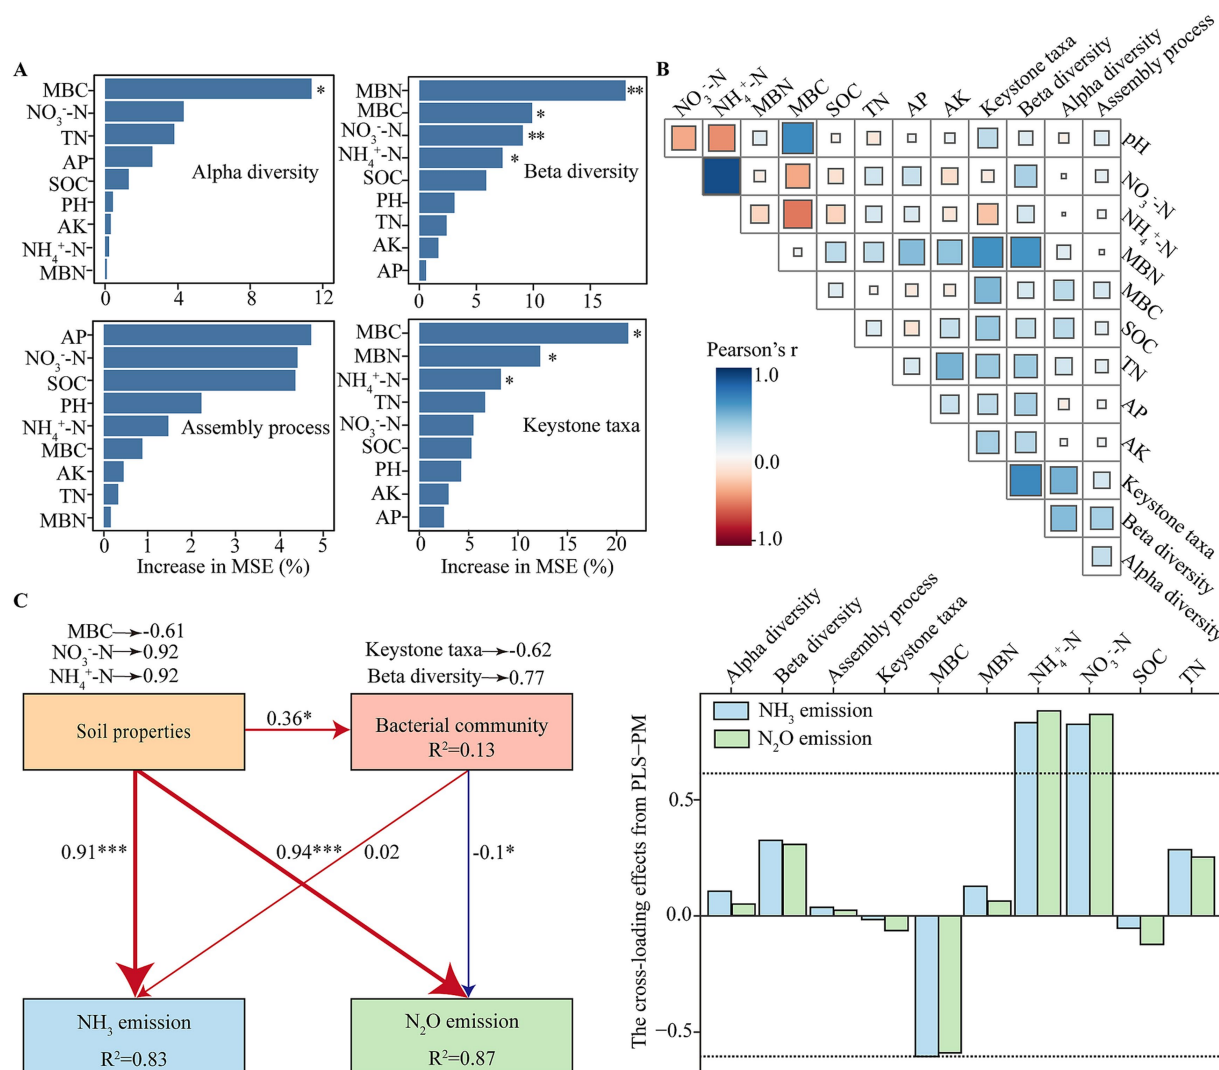 A
MBC
NO3⁻-N
TN
AP
SOC
PH
AK
NH4⁺-N
MBN
*
Alpha diversity
0 4 8 12
MBN
MBC
NO3⁻-N
NH4⁺-N
SOC
PH
TN
AK
AP
**
*
**
*
Beta diversity
0 5 10 15
AP
NO3⁻-N
SOC
PH
NH4⁺-N
MBC
AK
TN
MBN
Assembly process
0 1 2 3 4 5
Increase in MSE (%)
MBC
MBN
NH4⁺-N
TN
NO3⁻-N
SOC
PH
AK
AP
*
*
*
Keystone taxa
0 5 10 15 20
Increase in MSE (%)
B
NO3⁻-N
NH4⁺-N
MBN
MBC
SOC
TN
AP
AK
Keystone taxa
Beta diversity
Alpha diversity
Assembly process
pH
NO3⁻-N
NH4⁺-N
MBN
MBC
SOC
TN
AP
AK
Keystone taxa
Beta diversity
Alpha diversity
Pearson's r
1.0
0.0
-1.0
C
MBC→-0.61
NO3⁻-N→0.92
NH4⁺-N→0.92
Keystone taxa→-0.62
Beta diversity→0.77
Soil properties
0.36*
Bacterial community
R²=0.13
0.91***
0.94***
0.02
-0.1*
NH3 emission
R²=0.83
N2O emission
R²=0.87
Alpha diversity
Beta diversity
Assembly process
Keystone taxa
MBC
MBN
NH4⁺-N
NO3⁻-N
SOC
TN
NH3 emission
N2O emission
The cross-loading effects from PLS−PM
0.5
0.0
−0.5